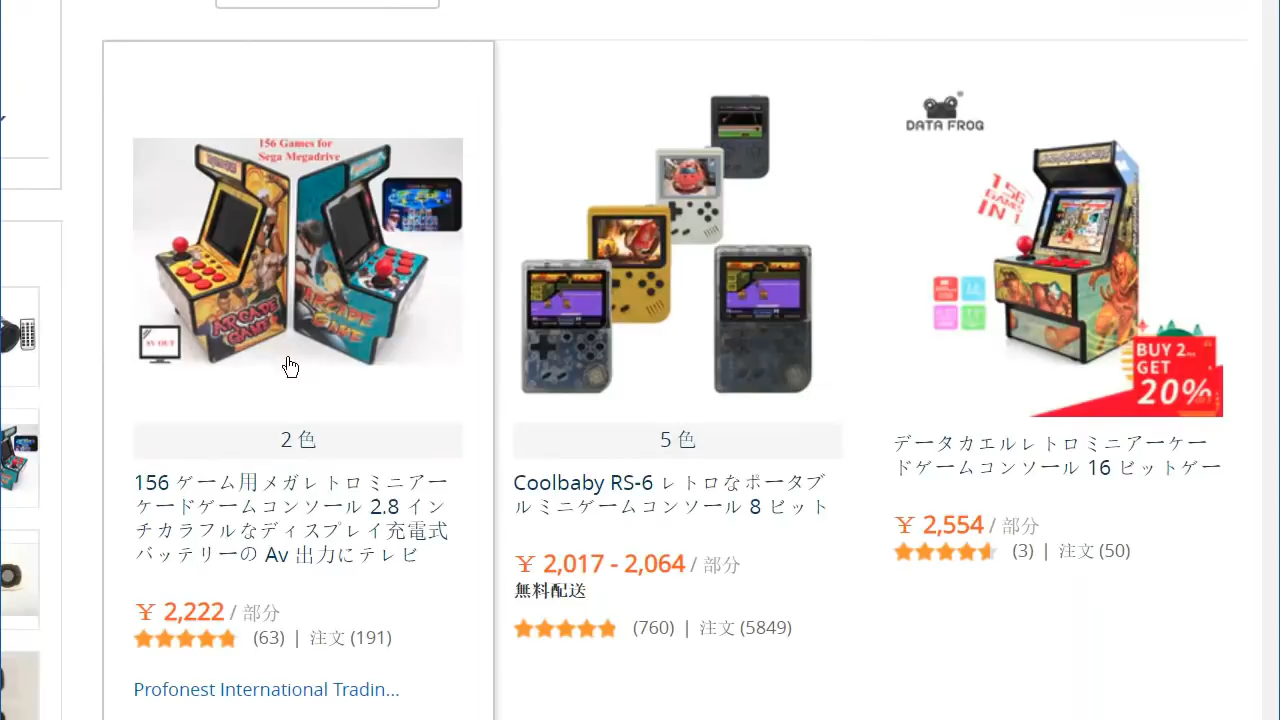 156 Games for
Sega Megadrive
ARCADE
GAME
AV OUT
2 色
156 ゲーム用メガレトロミニアー
ケードゲームコンソール 2.8 イン
チカラフルなディスプレイ充電式
バッテリーの Av 出力にテレビ
￥ 2,222 / 部分
(63) | 注文 (191)
Profonest International Tradin...
5 色
Coolbaby RS-6 レトロなポータブ
ルミニゲームコンソール 8 ビット
￥ 2,017 - 2,064 / 部分
無料配送
(760) | 注文 (5849)
DATA FROG
156
GAMES
IN 1
BUY 2
GET
20%
データカエルレトロミニアーケー
ドゲームコンソール 16 ビットゲー
￥ 2,554 / 部分
(3) | 注文 (50)